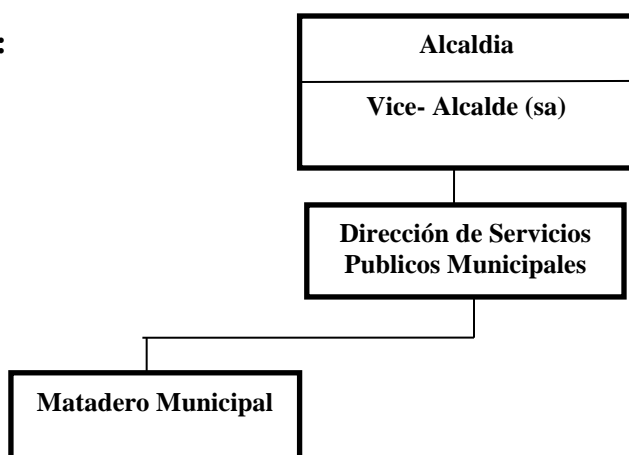 :
Alcaldia
Vice- Alcalde (sa)
Dirección de Servicios
Publicos Municipales
Matadero Municipal